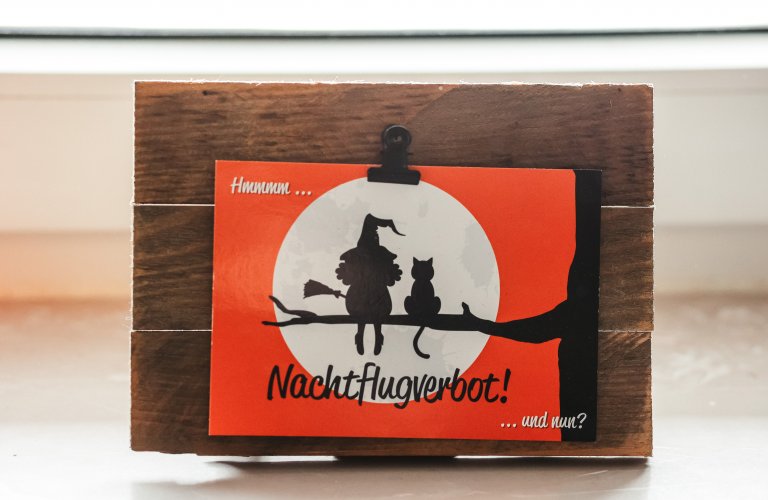 Hmmmm ...
Nachtflugverbot!
... und nun?